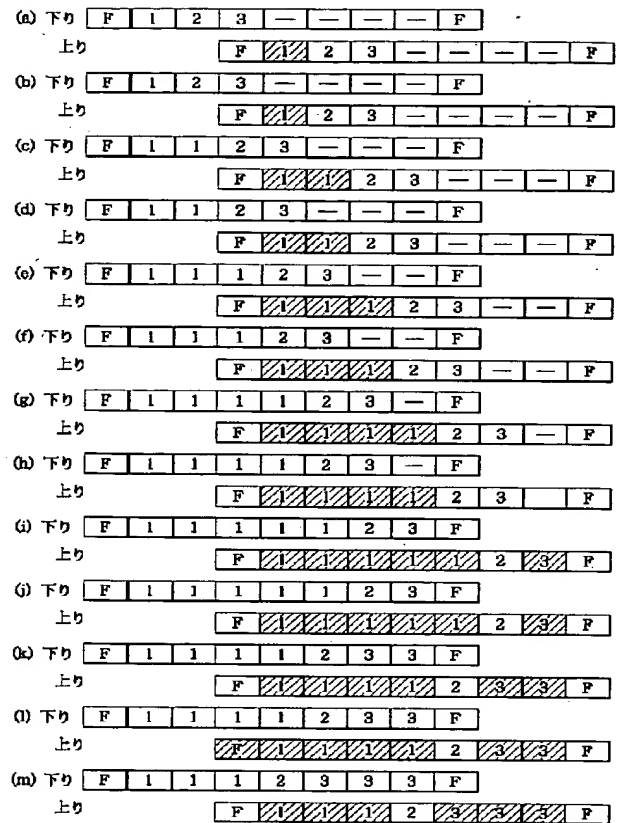 (a) 下り F 1 2 3 — — — — F
上り F 1 2 3 — — — — F
(b) 下り F 1 2 3 — — — — F
上り F 1 2 3 — — — — F
(c) 下り F 1 1 2 3 — — — F
上り F 1 1 2 3 — — — F
(d) 下り F 1 1 2 3 — — — F
上り F 1 1 2 3 — — — F
(e) 下り F 1 1 1 2 3 — — F
上り F 1 1 1 2 3 — — F
(f) 下り F 1 1 1 2 3 — — F
上り F 1 1 1 2 3 — — F
(g) 下り F 1 1 1 1 2 3 — F
上り F 1 1 1 1 2 3 — F
(h) 下り F 1 1 1 1 2 3 — F
上り F 1 1 1 1 2 3 F
(i) 下り F 1 1 1 1 1 2 3 F
上り F 1 1 1 1 1 2 3 F
(j) 下り F 1 1 1 1 1 2 3 F
上り F 1 1 1 1 1 2 3 F
(k) 下り F 1 1 1 1 2 3 3 F
上り F 1 1 1 1 2 3 3 F
(l) 下り F 1 1 1 1 2 3 3 F
上り F 1 1 1 1 2 3 3 F
(m) 下り F 1 1 1 2 3 3 3 F
上り F 1 1 1 2 3 3 3 F